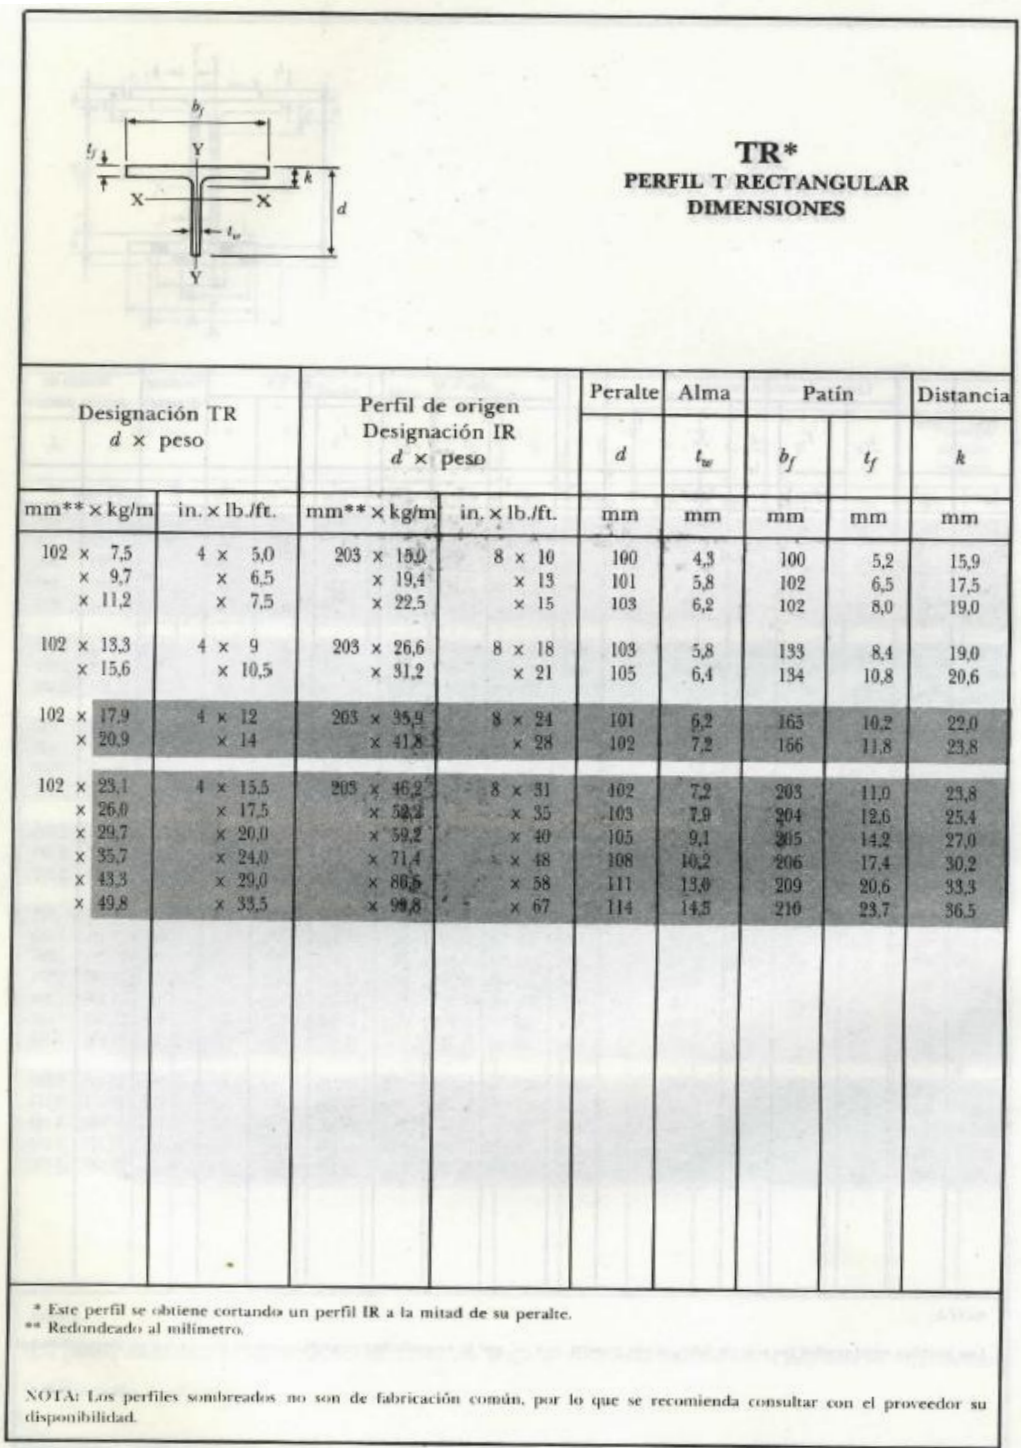 b_f
t_f
Y
k
X X
d
t_w
Y
TR*
PERFIL T RECTANGULAR
DIMENSIONES
Designación TR
d × peso
Perfil de origen
Designación IR
d × peso
Peralte Alma Patín Distancia
d t_w b_f t_f k
mm** × kg/m in. × lb./ft. mm** × kg/m in. × lb./ft. mm mm mm mm mm
102 × 7,5 4 × 5,0 203 × 15,0 8 × 10 100 4,3 100 5,2 15,9
× 9,7 × 6,5 × 19,4 × 13 101 5,8 102 6,5 17,5
× 11,2 × 7,5 × 22,5 × 15 103 6,2 102 8,0 19,0
102 × 13,3 4 × 9 203 × 26,6 8 × 18 103 5,8 133 8,4 19,0
× 15,6 × 10,5 × 31,2 × 21 105 6,4 134 10,8 20,6
102 × 17,9 4 × 12 203 × 35,9 8 × 24 101 6,2 165 10,2 22,0
× 20,9 × 14 × 41,8 × 28 102 7,2 166 11,8 23,8
102 × 23,1 4 × 15,5 203 × 46,2 8 × 31 102 7,2 203 11,0 23,8
× 26,0 × 17,5 × 52,2 × 35 103 7,9 204 12,6 25,4
× 29,7 × 20,0 × 59,2 × 40 105 9,1 205 14,2 27,0
× 35,7 × 24,0 × 71,4 × 48 108 10,2 206 17,4 30,2
× 43,3 × 29,0 × 86,6 × 58 111 13,0 209 20,6 33,3
× 49,8 × 33,5 × 99,8 × 67 114 14,5 210 23,7 36,5
* Este perfil se obtiene cortando un perfil IR a la mitad de su peralte.
** Redondeado al milímetro.
NOTA: Los perfiles sombreados no son de fabricación común, por lo que se recomienda consultar con el proveedor su
disponibilidad.